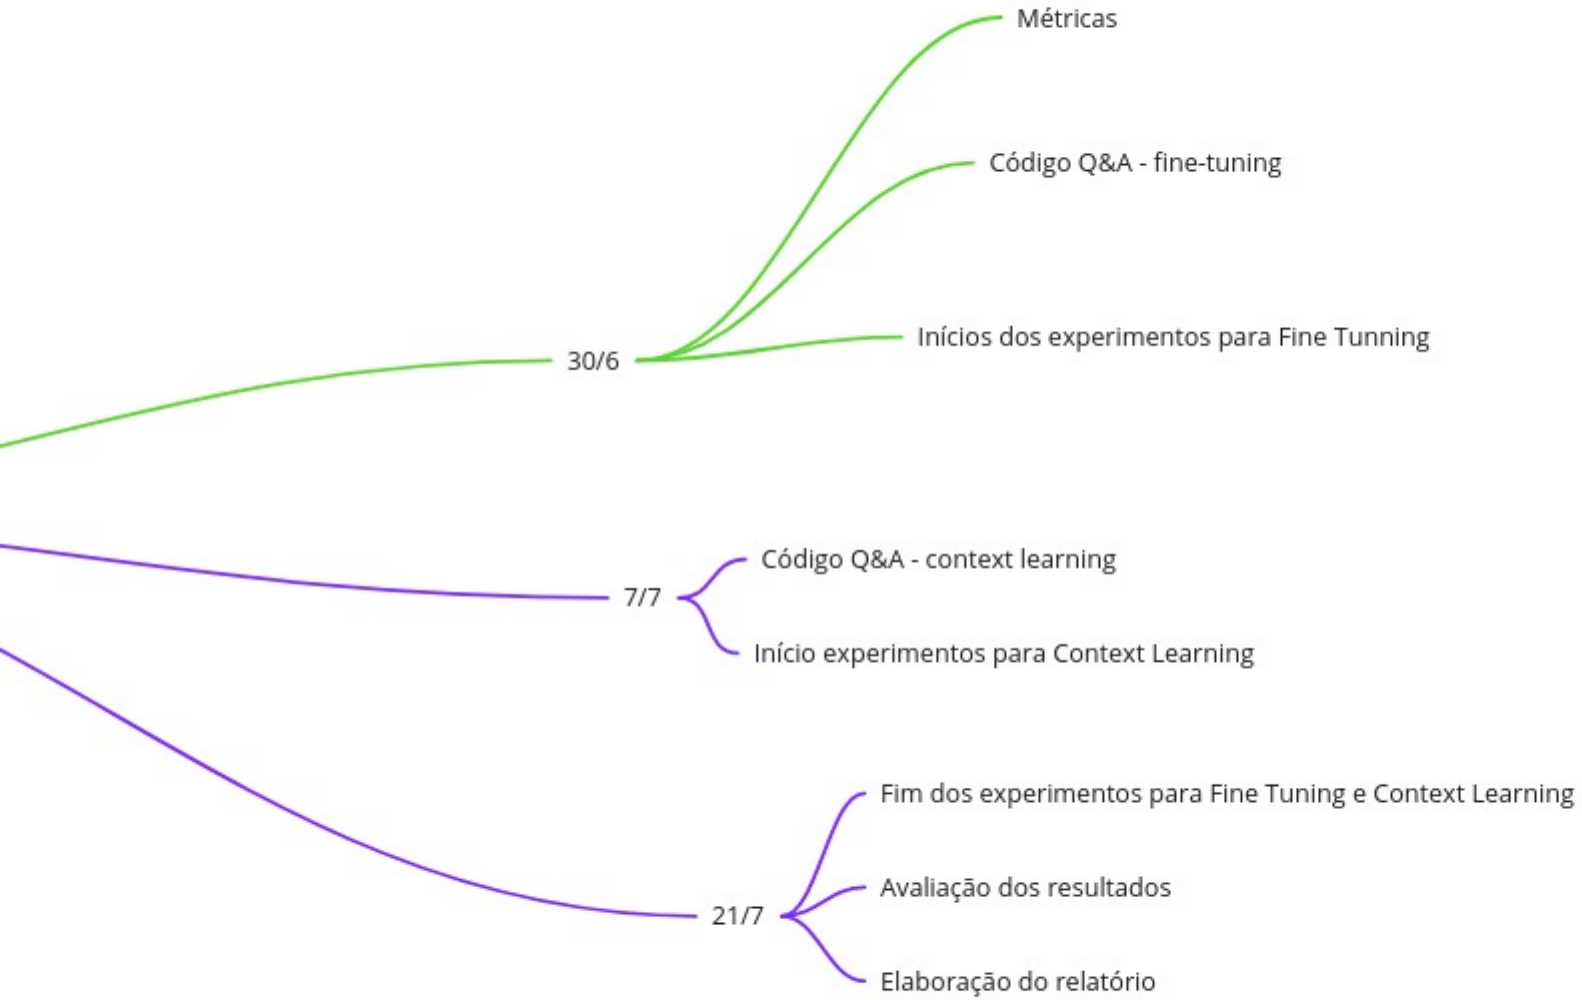 Métricas
Código Q&A - fine-tuning
Inícios dos experimentos para Fine Tunning
30/6
Código Q&A - context learning
7/7
Início experimentos para Context Learning
Fim dos experimentos para Fine Tuning e Context Learning
Avaliação dos resultados
21/7
Elaboração do relatório